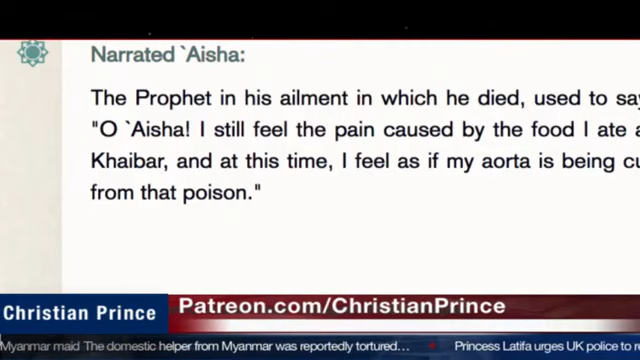 Narrated `Aisha:
The Prophet in his ailment in which he died, used to say
"O `Aisha! I still feel the pain caused by the food I ate a
Khaibar, and at this time, I feel as if my aorta is being cu
from that poison."
Christian Prince
Patreon.com/ChristianPrince
Myanmar maid The domestic helper from Myanmar was reportedly tortured…
Princess Latifa urges UK police to r